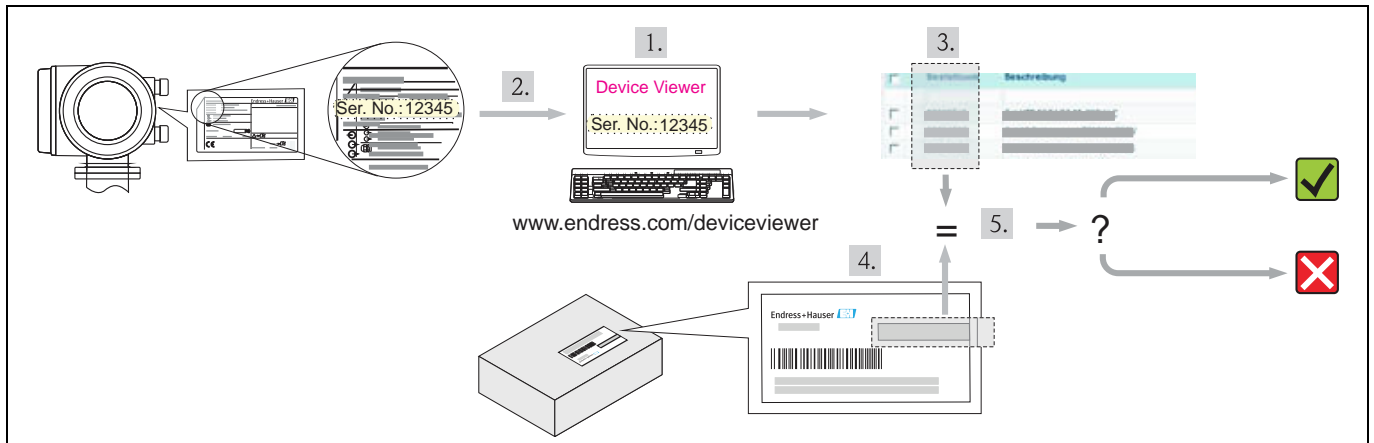 1.
2.
3.
Endress+Hauser
Ser. No.:12345
Device Viewer
Ser. No.:12345
Bestellnum
Beschreibung
www.endress.com/deviceviewer
=
5.
?
4.
Endress+Hauser
CE